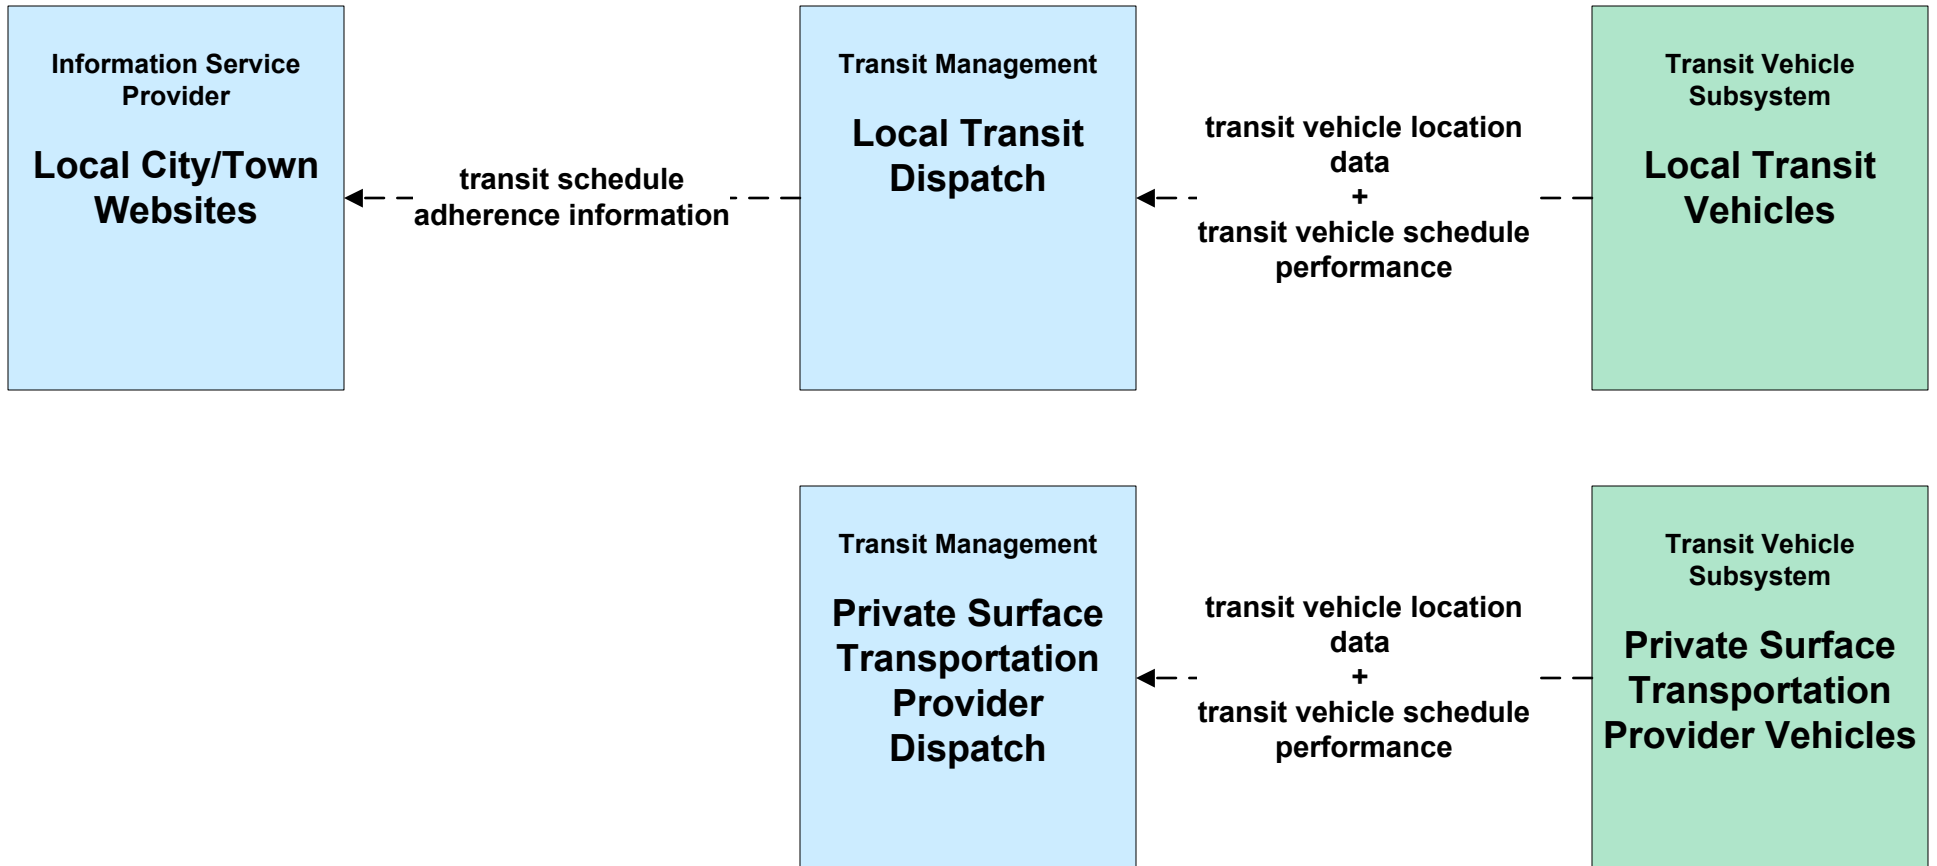 Information Service
Provider
Local City/Town
Websites
transit schedule
adherence information
Transit Management
Local Transit
Dispatch
transit vehicle location
data
+
transit vehicle schedule
performance
Transit Vehicle
Subsystem
Local Transit
Vehicles
Transit Management
Private Surface
Transportation
Provider
Dispatch
transit vehicle location
data
+
transit vehicle schedule
performance
Transit Vehicle
Subsystem
Private Surface
Transportation
Provider Vehicles